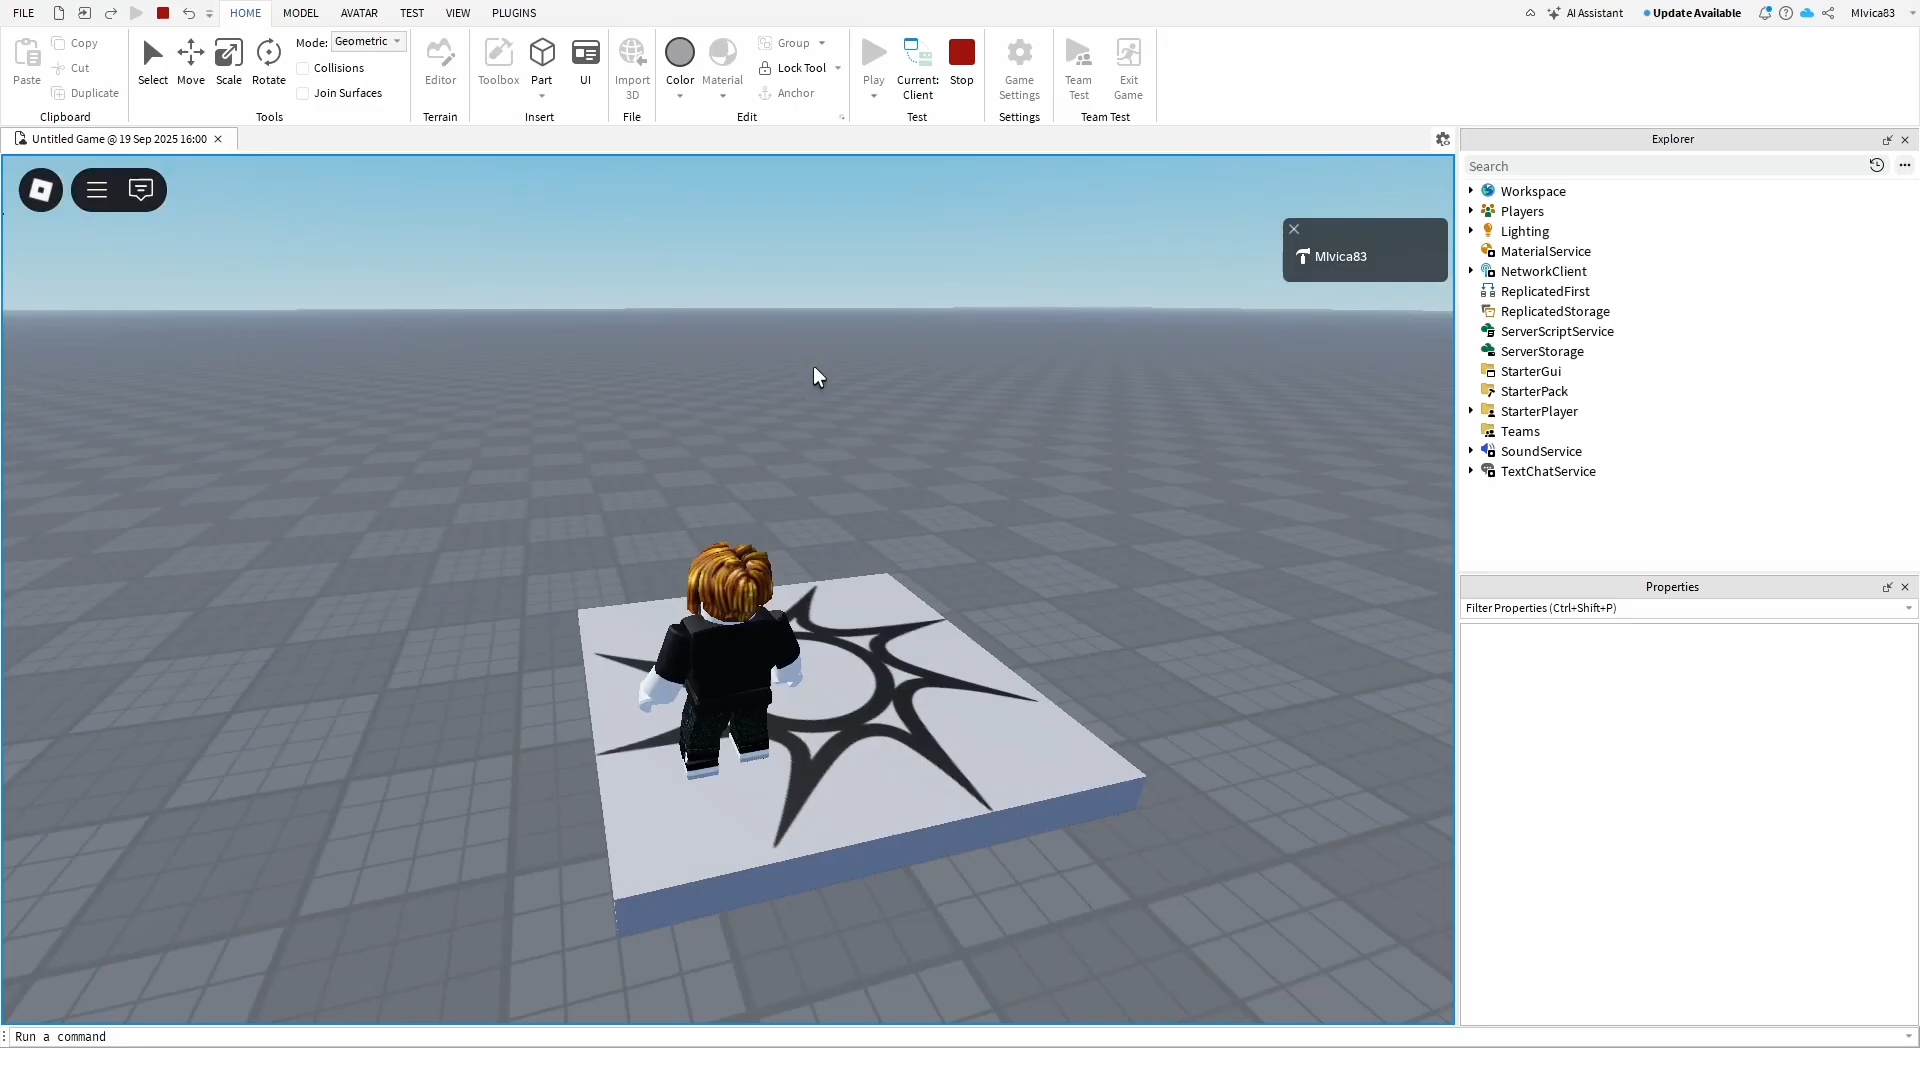 FILE HOME MODEL AVATAR TEST VIEW PLUGINS AI Assistant Update Available MIvica83
Paste
Copy
Cut
Duplicate
Clipboard
Select Move Scale Rotate
Mode: Geometric
Collisions
Join Surfaces
Tools
Editor
Terrain
Toolbox Part UI
Insert
Import
3D
File
Color Material
Group
Lock Tool
Anchor
Edit
Play
Current:
Client
Stop
Test
Game
Settings
Settings
Team
Test
Exit
Game
Team Test
Untitled Game @ 19 Sep 2025 16:00
MIvica83
Explorer
Search
Workspace
Players
Lighting
MaterialService
NetworkClient
ReplicatedFirst
ReplicatedStorage
ServerScriptService
ServerStorage
StarterGui
StarterPack
StarterPlayer
Teams
SoundService
TextChatService
Properties
Filter Properties (Ctrl+Shift+P)
Run a command